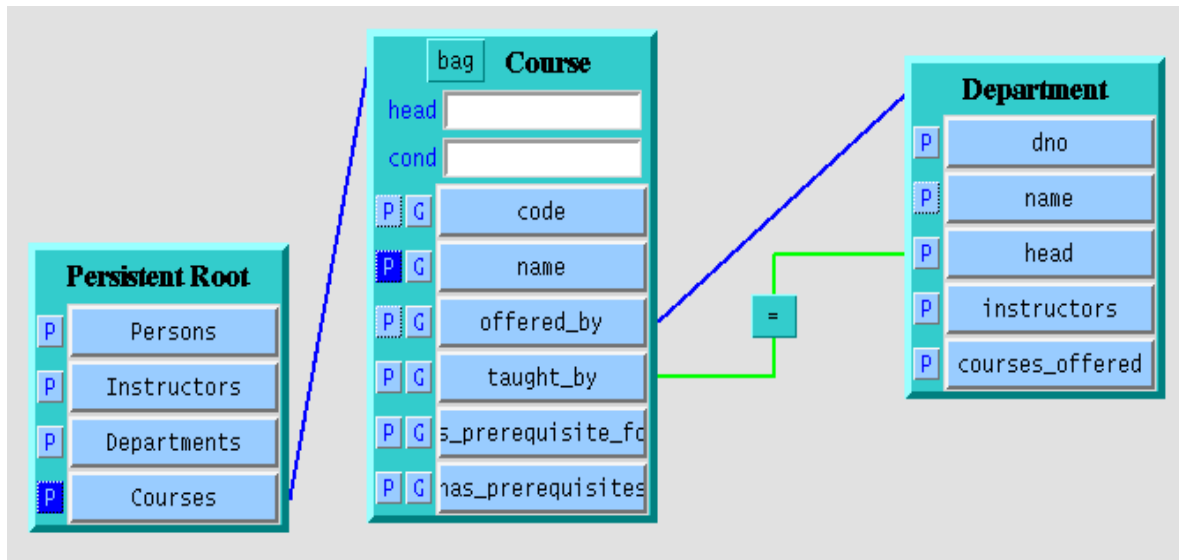 Persistent Root
P Persons
P Instructors
P Departments
P Courses
bag Course
head
cond
P G code
P G name
P G offered_by
P G taught_by
P G s_prerequisite_fo
P G has_prerequisites
=
Department
P dno
P name
P head
P instructors
P courses_offered